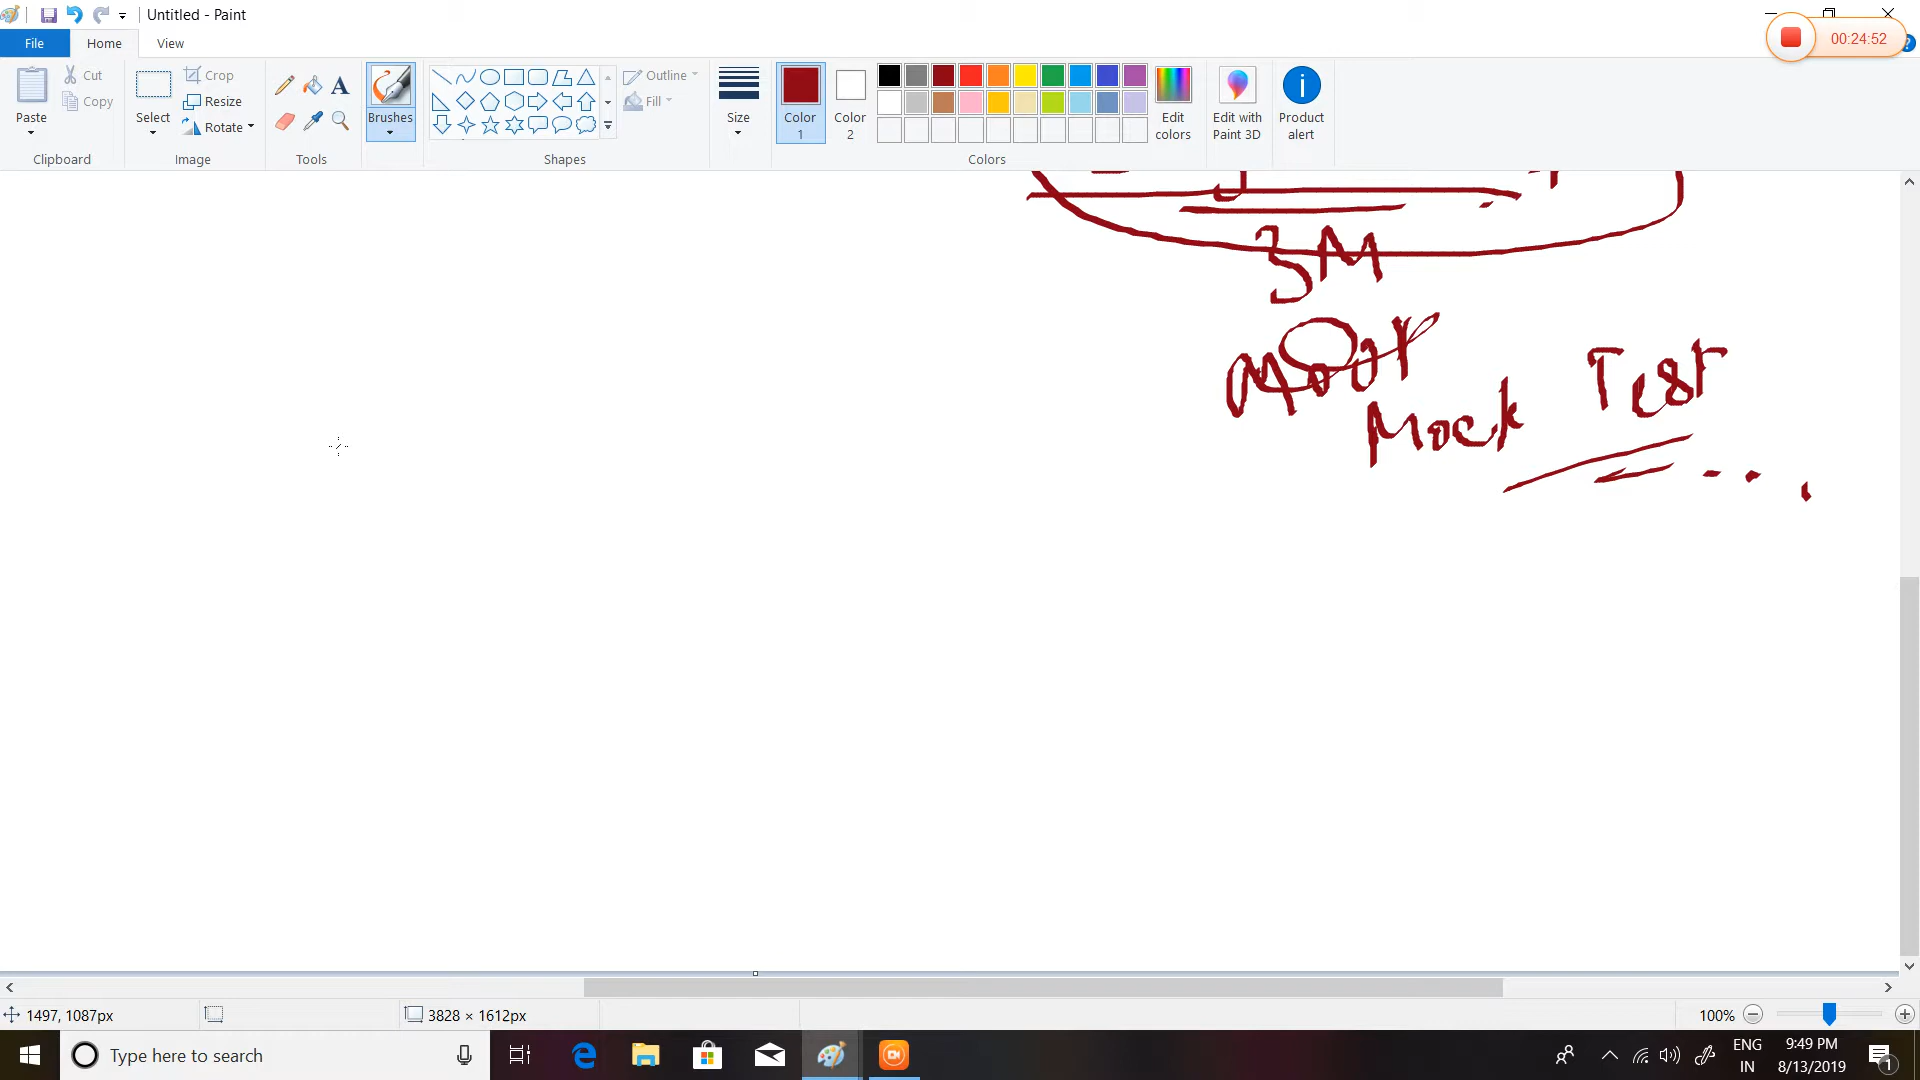 Untitled - Paint
00:24:52
File Home View
Paste
Cut
Copy
Select
Crop
Resize
Rotate
A
Brushes
Outline
Fill
Size
Color 1
Color 2
Edit colors
Edit with Paint 3D
i
Product alert
?
Clipboard
Image
Tools
Shapes
Colors
3M
Test
Mock
1497, 1087px
3828 × 1612px
100%
Type here to search
ENG
IN
9:49 PM
8/13/2019
1